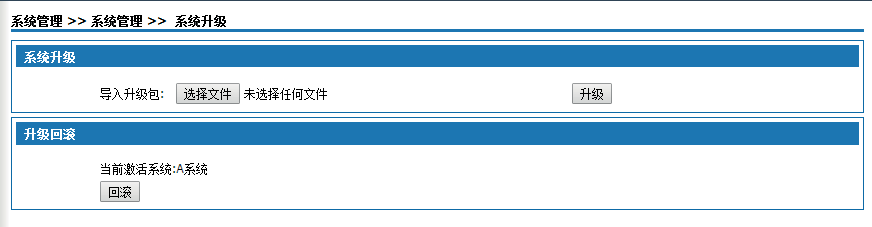 系统管理 >> 系统管理 >> 系统升级
系统升级
导入升级包: 选择文件 未选择任何文件 升级
升级回滚
当前激活系统:A系统
回滚